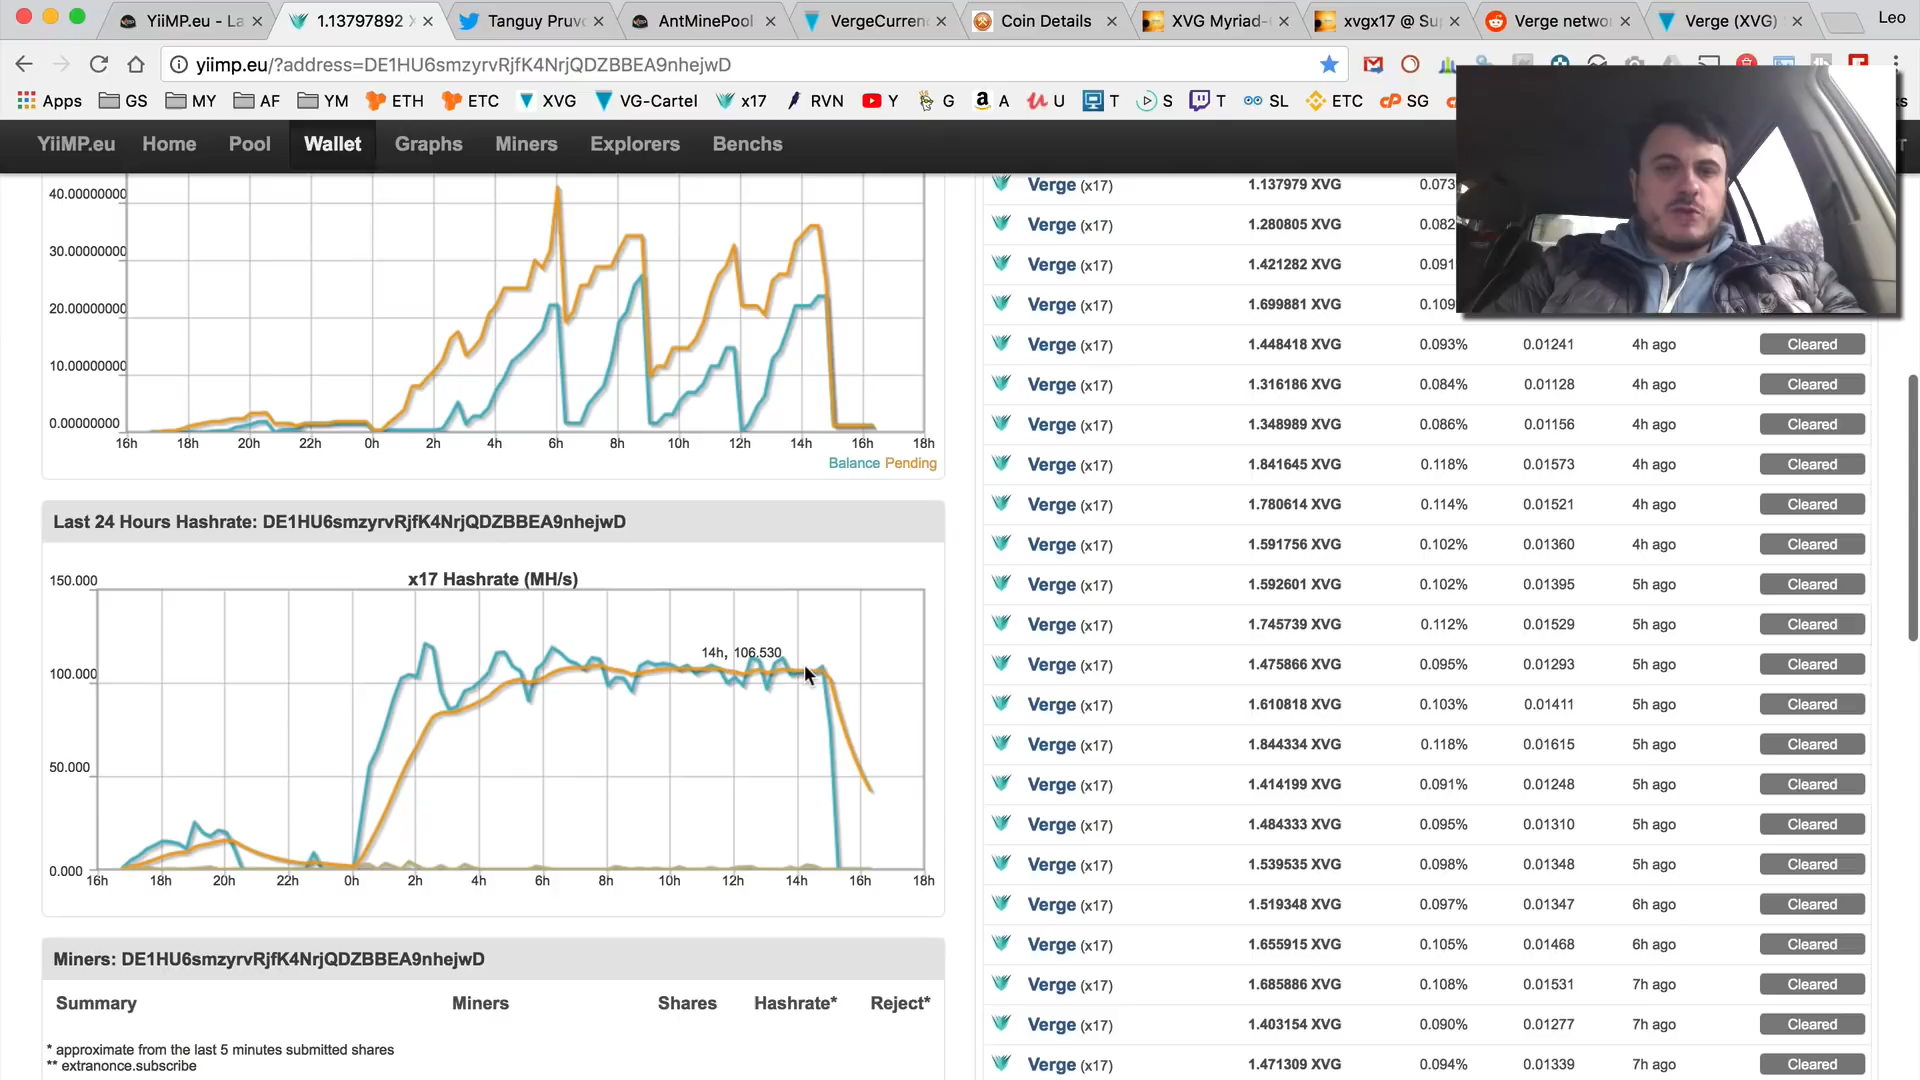 YiiMP.eu - La
1.13797892
Tanguy Pruvo
AntMinePool
VergeCurren
Coin Details
XVG Myriad-
xvgx17 @ Su
Verge netwo
Verge (XVG)
Leo
yiimp.eu/?address=DE1HU6smzyrvRjfK4NrjQDZBBEA9nhejwD
Apps GS MY AF YM ETH ETC XVG VG-Cartel x17 RVN Y G A U T S T SL ETC SG
YiiMP.eu Home Pool Wallet Graphs Miners Explorers Benchs
40.00000000
30.00000000
20.00000000
10.00000000
0.00000000
16h 18h 20h 22h 0h 2h 4h 6h 8h 10h 12h 14h 16h 18h
Balance Pending
Last 24 Hours Hashrate: DE1HU6smzyrvRjfK4NrjQDZBBEA9nhejwD
x17 Hashrate (MH/s)
150.000
14h, 106.530
100.000
50.000
0.000
16h 18h 20h 22h 0h 2h 4h 6h 8h 10h 12h 14h 16h 18h
Miners: DE1HU6smzyrvRjfK4NrjQDZBBEA9nhejwD
Summary Miners Shares Hashrate* Reject*
* approximate from the last 5 minutes submitted shares
** extranonce.subscribe
Verge (x17) 1.137979 XVG 0.073
Verge (x17) 1.280805 XVG 0.082
Verge (x17) 1.421282 XVG 0.091
Verge (x17) 1.699881 XVG 0.109
Verge (x17) 1.448418 XVG 0.093% 0.01241 4h ago Cleared
Verge (x17) 1.316186 XVG 0.084% 0.01128 4h ago Cleared
Verge (x17) 1.348989 XVG 0.086% 0.01156 4h ago Cleared
Verge (x17) 1.841645 XVG 0.118% 0.01573 4h ago Cleared
Verge (x17) 1.780614 XVG 0.114% 0.01521 4h ago Cleared
Verge (x17) 1.591756 XVG 0.102% 0.01360 4h ago Cleared
Verge (x17) 1.592601 XVG 0.102% 0.01395 5h ago Cleared
Verge (x17) 1.745739 XVG 0.112% 0.01529 5h ago Cleared
Verge (x17) 1.475866 XVG 0.095% 0.01293 5h ago Cleared
Verge (x17) 1.610818 XVG 0.103% 0.01411 5h ago Cleared
Verge (x17) 1.844334 XVG 0.118% 0.01615 5h ago Cleared
Verge (x17) 1.414199 XVG 0.091% 0.01248 5h ago Cleared
Verge (x17) 1.484333 XVG 0.095% 0.01310 5h ago Cleared
Verge (x17) 1.539535 XVG 0.098% 0.01348 5h ago Cleared
Verge (x17) 1.519348 XVG 0.097% 0.01347 6h ago Cleared
Verge (x17) 1.655915 XVG 0.105% 0.01468 6h ago Cleared
Verge (x17) 1.685886 XVG 0.108% 0.01531 7h ago Cleared
Verge (x17) 1.403154 XVG 0.090% 0.01277 7h ago Cleared
Verge (x17) 1.471309 XVG 0.094% 0.01339 7h ago Cleared